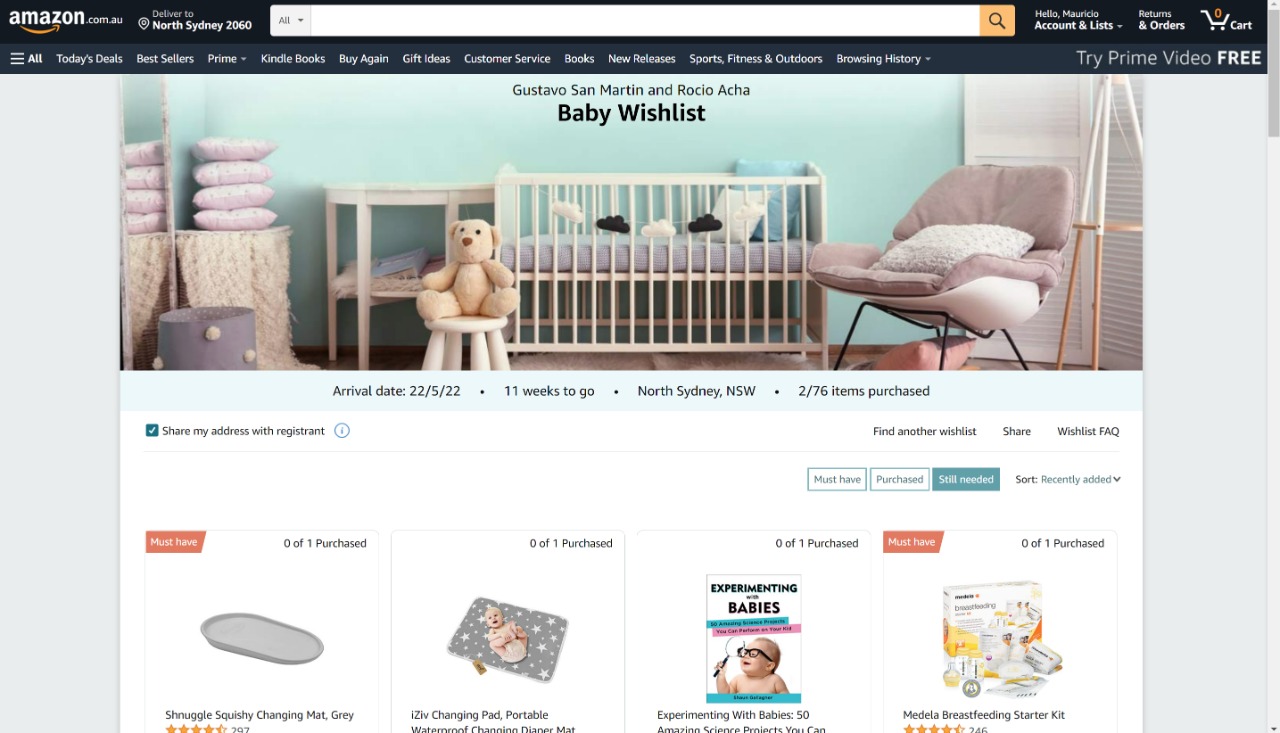 amazon.com.au
Deliver to
North Sydney 2060
All
Hello, Mauricio
Account & Lists
Returns
& Orders
0
Cart
All
Today's Deals
Best Sellers
Prime
Kindle Books
Buy Again
Gift Ideas
Customer Service
Books
New Releases
Sports, Fitness & Outdoors
Browsing History
Try Prime Video FREE
Gustavo San Martin and Rocio Acha
Baby Wishlist
Arrival date: 22/5/22 • 11 weeks to go • North Sydney, NSW • 2/76 items purchased
Share my address with registrant
Find another wishlist
Share
Wishlist FAQ
Must have
Purchased
Still needed
Sort: Recently added
Must have
0 of 1 Purchased
Shnuggle Squishy Changing Mat, Grey
297
0 of 1 Purchased
iZiv Changing Pad, Portable
Waterproof Changing Diaper Mat
0 of 1 Purchased
EXPERIMENTING
with
BABIES
50 Amazing Science Projects
You Can Perform on Your Kid
Shaun Gallagher
Experimenting With Babies: 50
Amazing Science Projects You Can
Must have
0 of 1 Purchased
medela
breastfeeding
Medela Breastfeeding Starter Kit
246